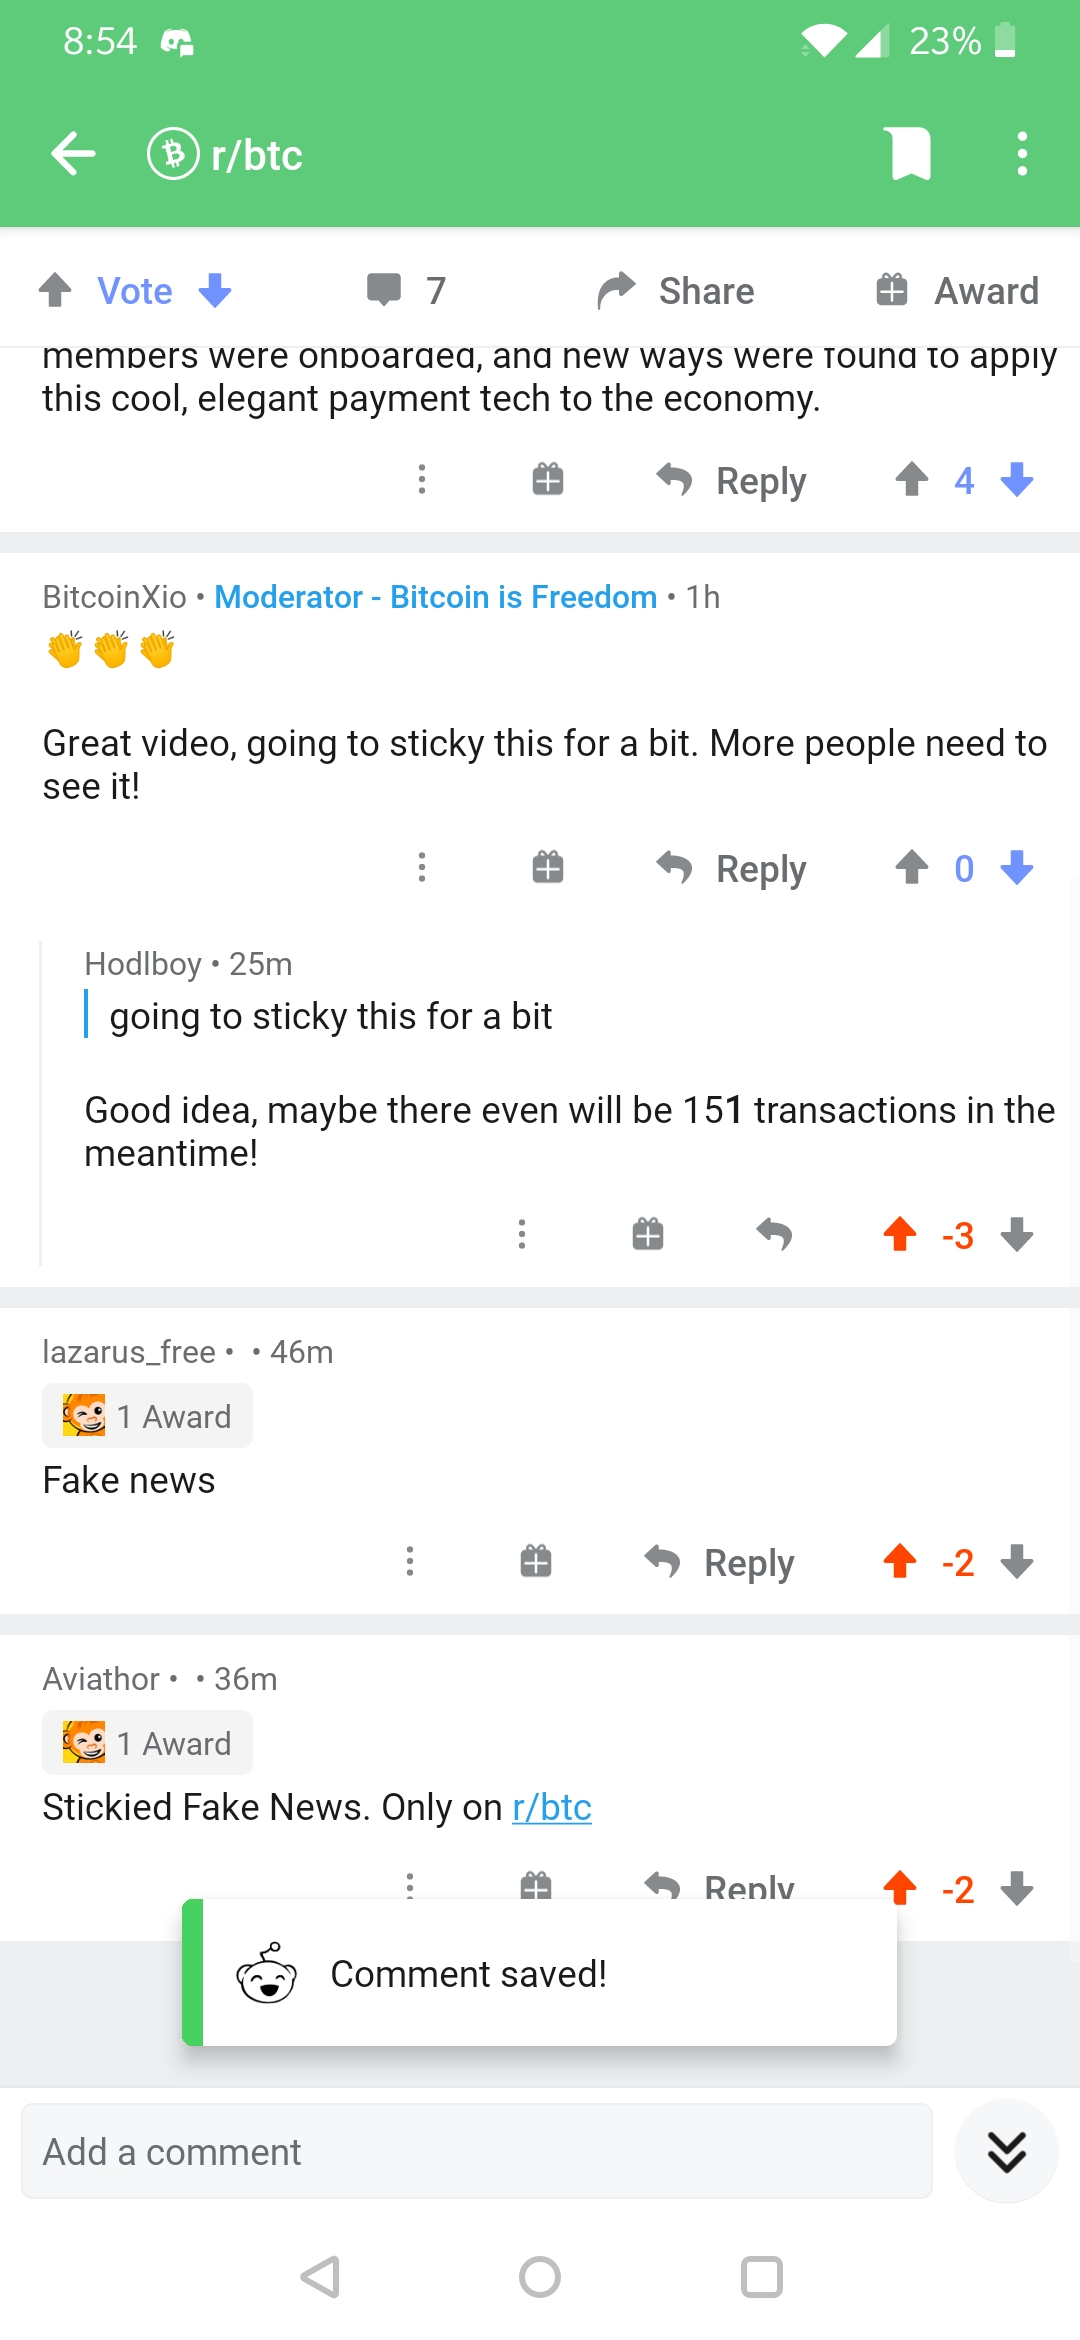 8:54 23%
r/btc
Vote 7 Share Award
members were onboarded, and new ways were found to apply
this cool, elegant payment tech to the economy.
Reply 4
BitcoinXio • Moderator - Bitcoin is Freedom • 1h
👏👏👏
Great video, going to sticky this for a bit. More people need to
see it!
Reply 0
Hodlboy • 25m
going to sticky this for a bit
Good idea, maybe there even will be 151 transactions in the
meantime!
-3
lazarus_free • • 46m
1 Award
Fake news
Reply -2
Aviathor • • 36m
1 Award
Stickied Fake News. Only on r/btc
Reply -2
Comment saved!
Add a comment